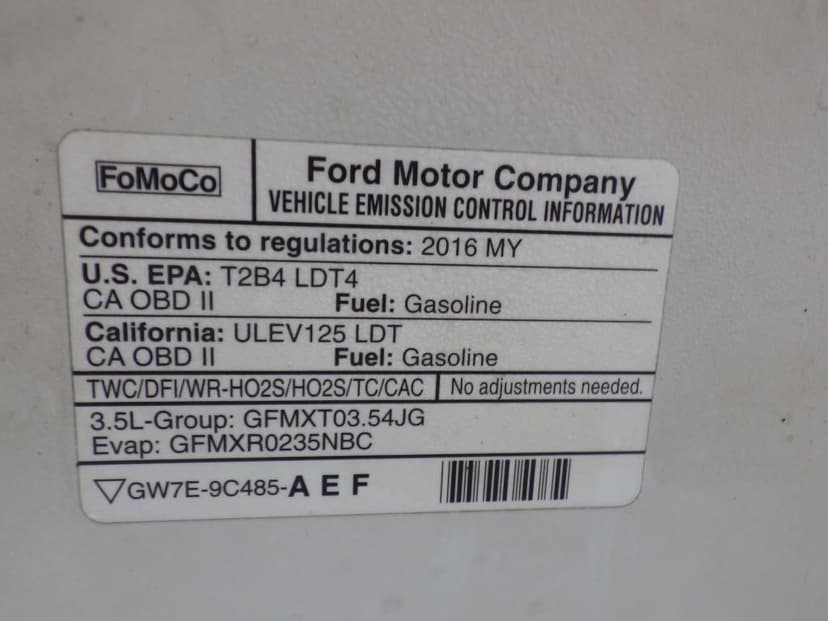 FoMoCo
Ford Motor Company
VEHICLE EMISSION CONTROL INFORMATION
Conforms to regulations: 2016 MY
U.S. EPA: T2B4 LDT4
CA OBD II Fuel: Gasoline
California: ULEV125 LDT
CA OBD II Fuel: Gasoline
TWC/DFI/WR-HO2S/HO2S/TC/CAC No adjustments needed.
3.5L-Group: GFMXT03.54JG
Evap: GFMXR0235NBC
GW7E-9C485-A E F